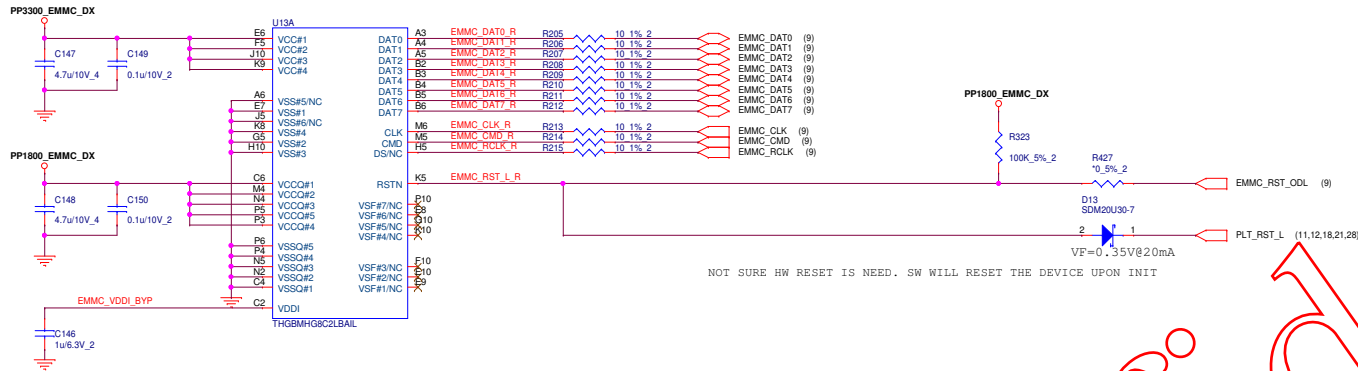 PP3300_EMMC_DX
C147
4.7u/10V_4
C149
0.1u/10V_2
PP1800_EMMC_DX
C148
4.7u/10V_4
C150
0.1u/10V_2
EMMC_VDDI_BYP
C146
1u/6.3V_2
U13A
E6 VCC#1
F5 VCC#2
J10 VCC#3
K9 VCC#4
A6 VSS#5/NC
E7 VSS#1
J5 VSS#6/NC
K8 VSS#4
G5 VSS#2
H10 VSS#3
C6 VCCQ#1
M4 VCCQ#2
N4 VCCQ#3
P5 VCCQ#5
P3 VCCQ#4
P6 VSSQ#5
P4 VSSQ#4
N5 VSSQ#3
N2 VSSQ#2
C4 VSSQ#1
C2 VDDI
THGBMHG8C2LBAIL
DAT0 A3 EMMC_DAT0_R R205 10_1%_2 EMMC_DAT0 (9)
DAT1 A4 EMMC_DAT1_R R206 10_1%_2 EMMC_DAT1 (9)
DAT2 A5 EMMC_DAT2_R R207 10_1%_2 EMMC_DAT2 (9)
DAT3 B2 EMMC_DAT3_R R208 10_1%_2 EMMC_DAT3 (9)
DAT4 B3 EMMC_DAT4_R R209 10_1%_2 EMMC_DAT4 (9)
DAT5 B4 EMMC_DAT5_R R210 10_1%_2 EMMC_DAT5 (9)
DAT6 B5 EMMC_DAT6_R R211 10_1%_2 EMMC_DAT6 (9)
DAT7 B6 EMMC_DAT7_R R212 10_1%_2 EMMC_DAT7 (9)
CLK M6 EMMC_CLK_R R213 10_1%_2 EMMC_CLK (9)
CMD M5 EMMC_CMD_R R214 10_1%_2 EMMC_CMD (9)
DS/NC H5 EMMC_RCLK_R R215 10_1%_2 EMMC_RCLK (9)
RSTN K5 EMMC_RST_L_R
VSF#7/NC P10
VSF#6/NC
VSF#5/NC G10
VSF#4/NC K10
VSF#3/NC F10
VSF#2/NC E10
VSF#1/NC
PP1800_EMMC_DX
R323
100K_5%_2
R427
*0_5%_2
EMMC_RST_ODL (9)
D13
SDM20U30-7
2 1
PLT_RST_L (11,12,18,21,28)
VF=0.35V@20mA
NOT SURE HW RESET IS NEED. SW WILL RESET THE DEVICE UPON INIT